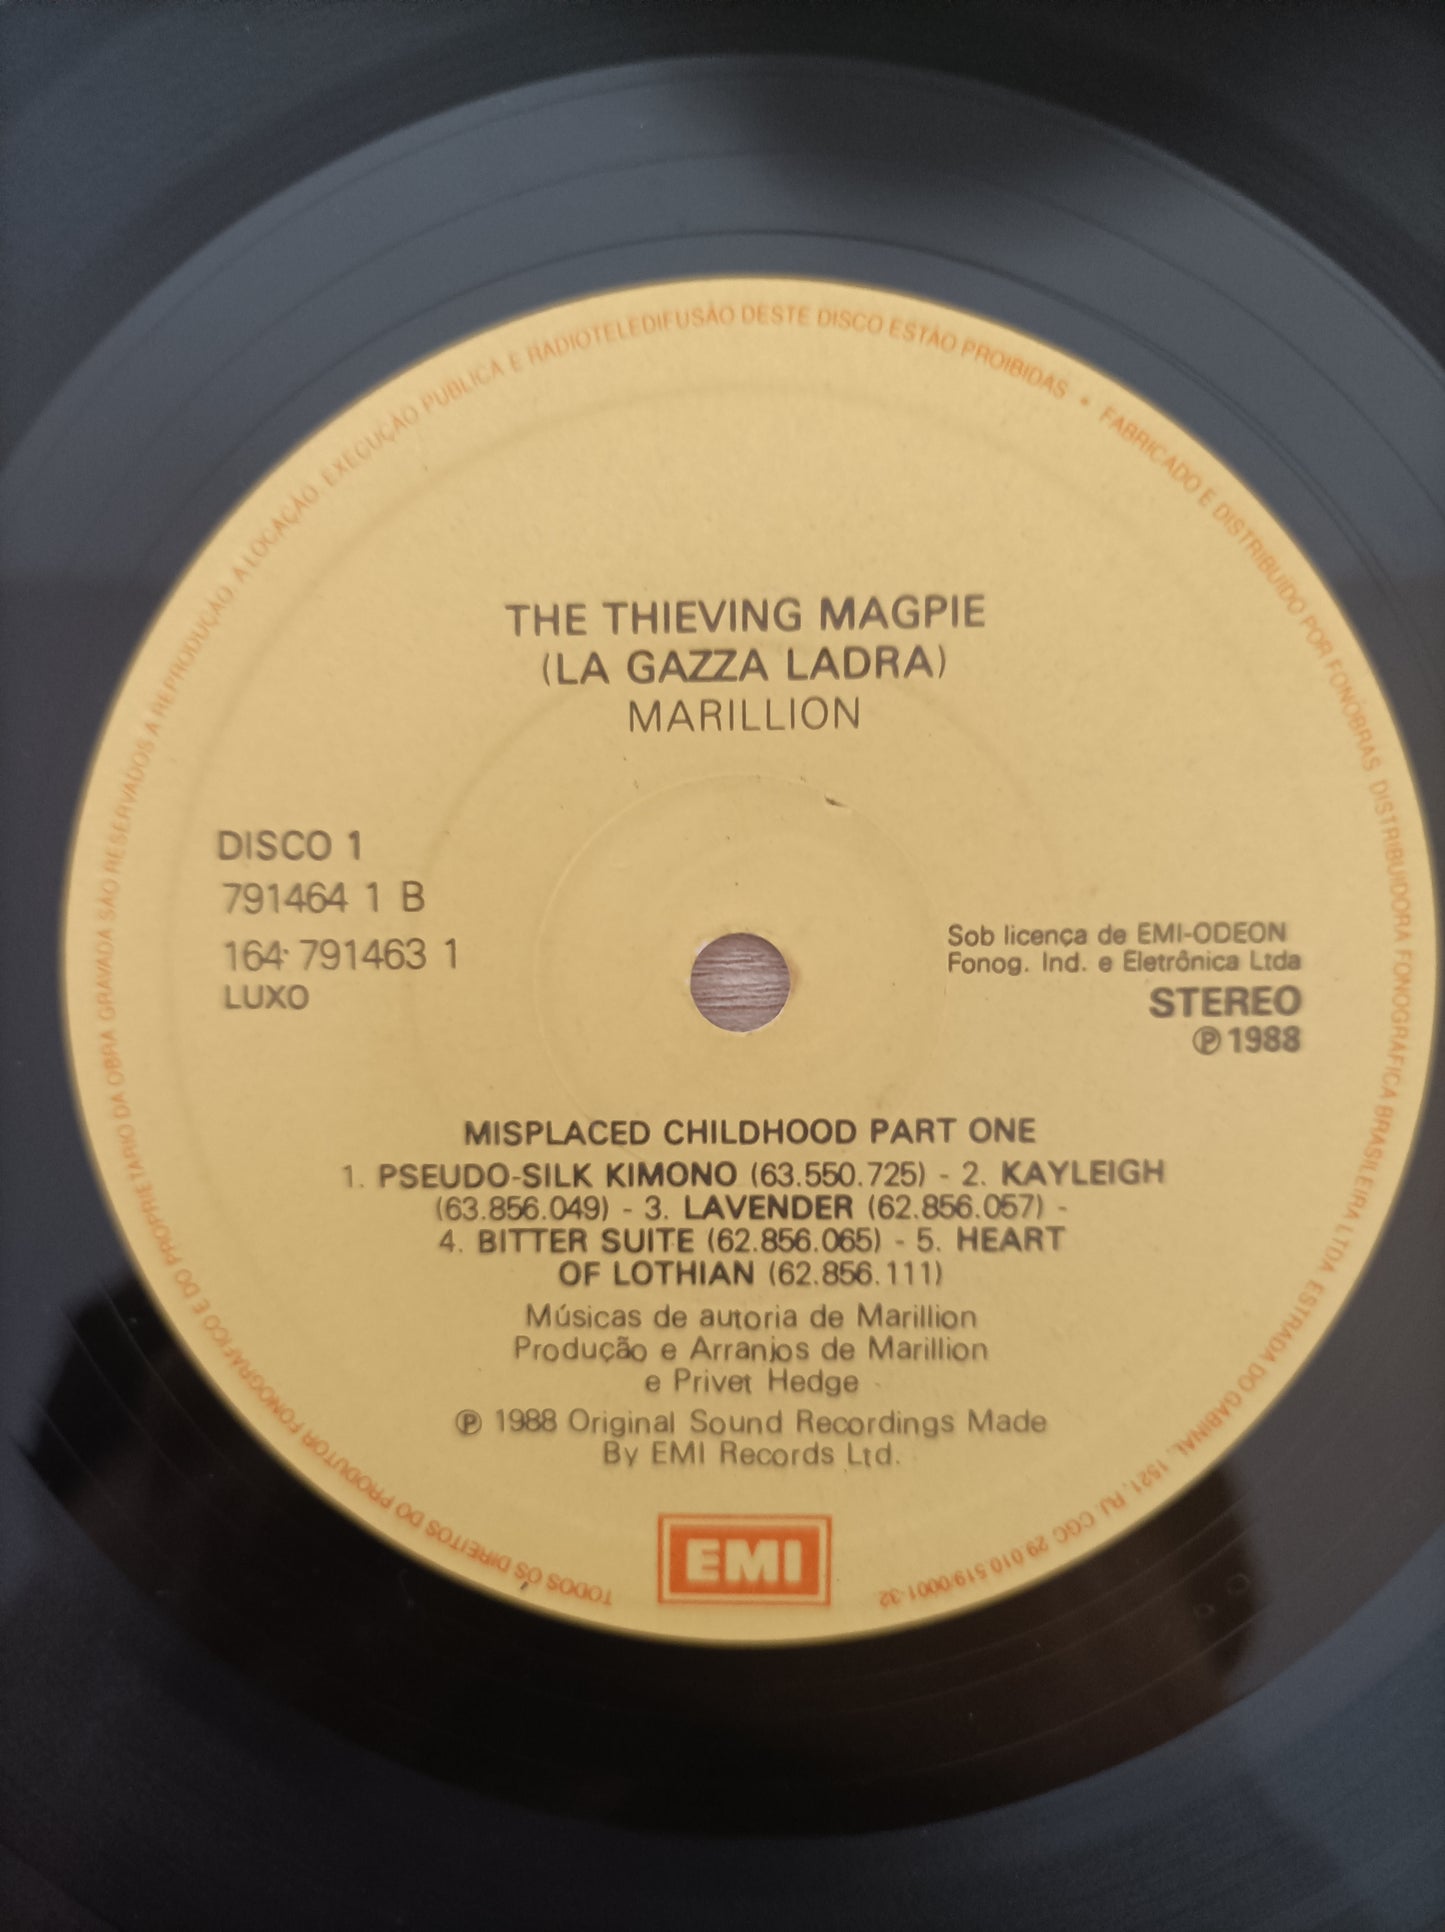 THE THIEVING MAGPIE
(LA GAZZA LADRA)
MARILLION
DISCO 1
791464 1 B
164· 791463 1
LUXO
Sob licença de EMI-ODEON
Fonog. Ind. e Eletrônica Ltda
STEREO
℗ 1988
MISPLACED CHILDHOOD PART ONE
1. PSEUDO-SILK KIMONO (63.550.725) - 2. KAYLEIGH
(63.856.049) - 3. LAVENDER (62.856.057) -
4. BITTER SUITE (62.856.065) - 5. HEART
OF LOTHIAN (62.856.111)
Músicas de autoria de Marillion
Produção e Arranjos de Marillion
e Privet Hedge
℗ 1988 Original Sound Recordings Made
By EMI Records Ltd.
EMI
TODOS OS DIREITOS DO PRODUTOR FONOGRÁFICO E DO PROPRIETÁRIO DA OBRA GRAVADA SÃO RESERVADOS A REPRODUÇÃO A LOCAÇÃO EXECUÇÃO PÚBLICA E RADIOTELEDIFUSÃO DESTE DISCO ESTÃO PROIBIDAS • FABRICADO E DISTRIBUÍDO POR FONÓBRAS DISTRIBUIDORA FONOGRÁFICA BRASILEIRA LTDA ESTRADA DO GABINAL, 1521, RJ. CGC 29.010.519/0001-32